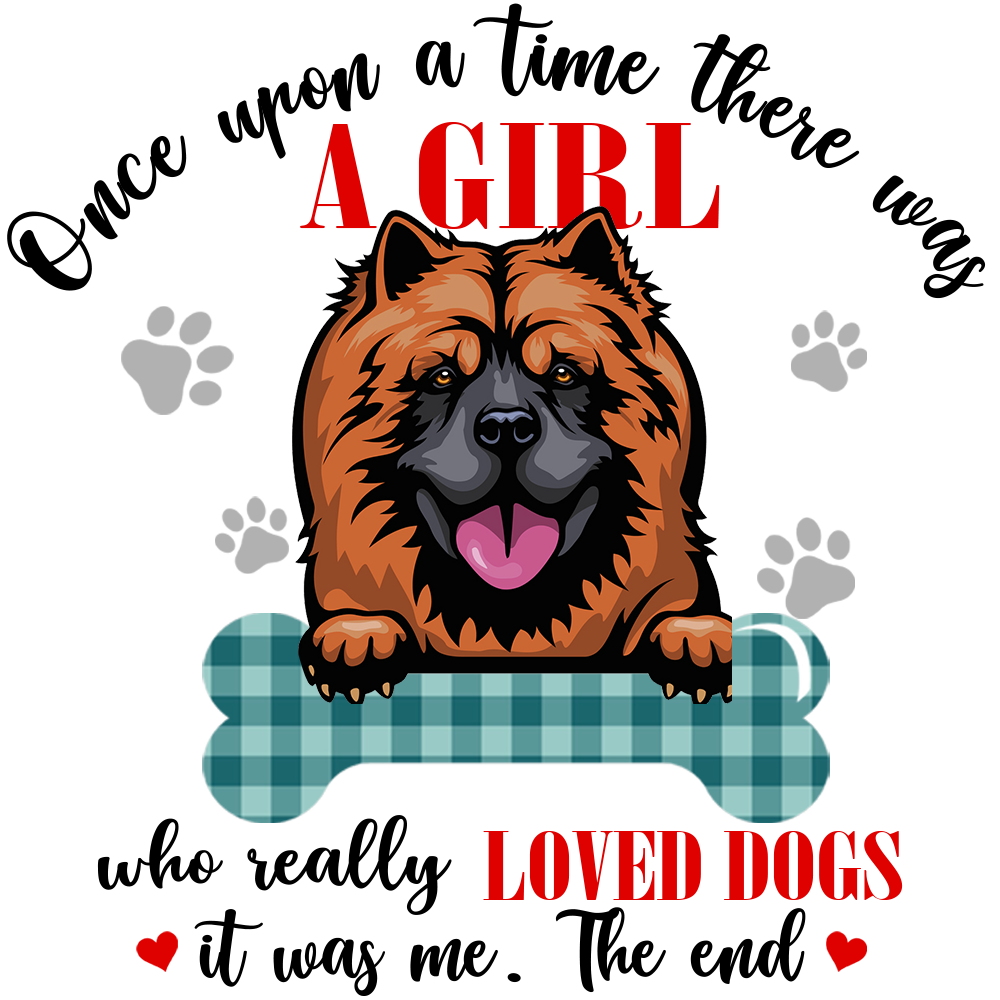 Once upon a time there was
A GIRL
who really LOVED DOGS
it was me. The end